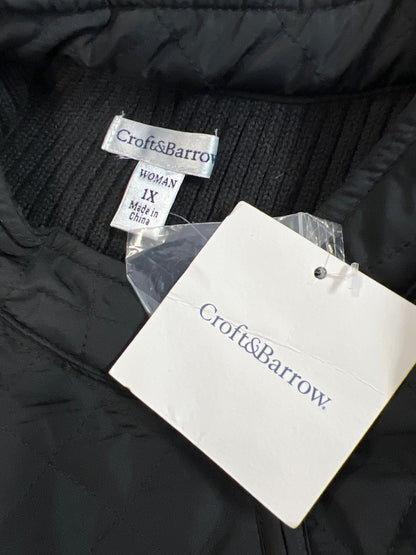 Croft&Barrow
WOMAN
1X
Made in
China
Croft&Barrow.